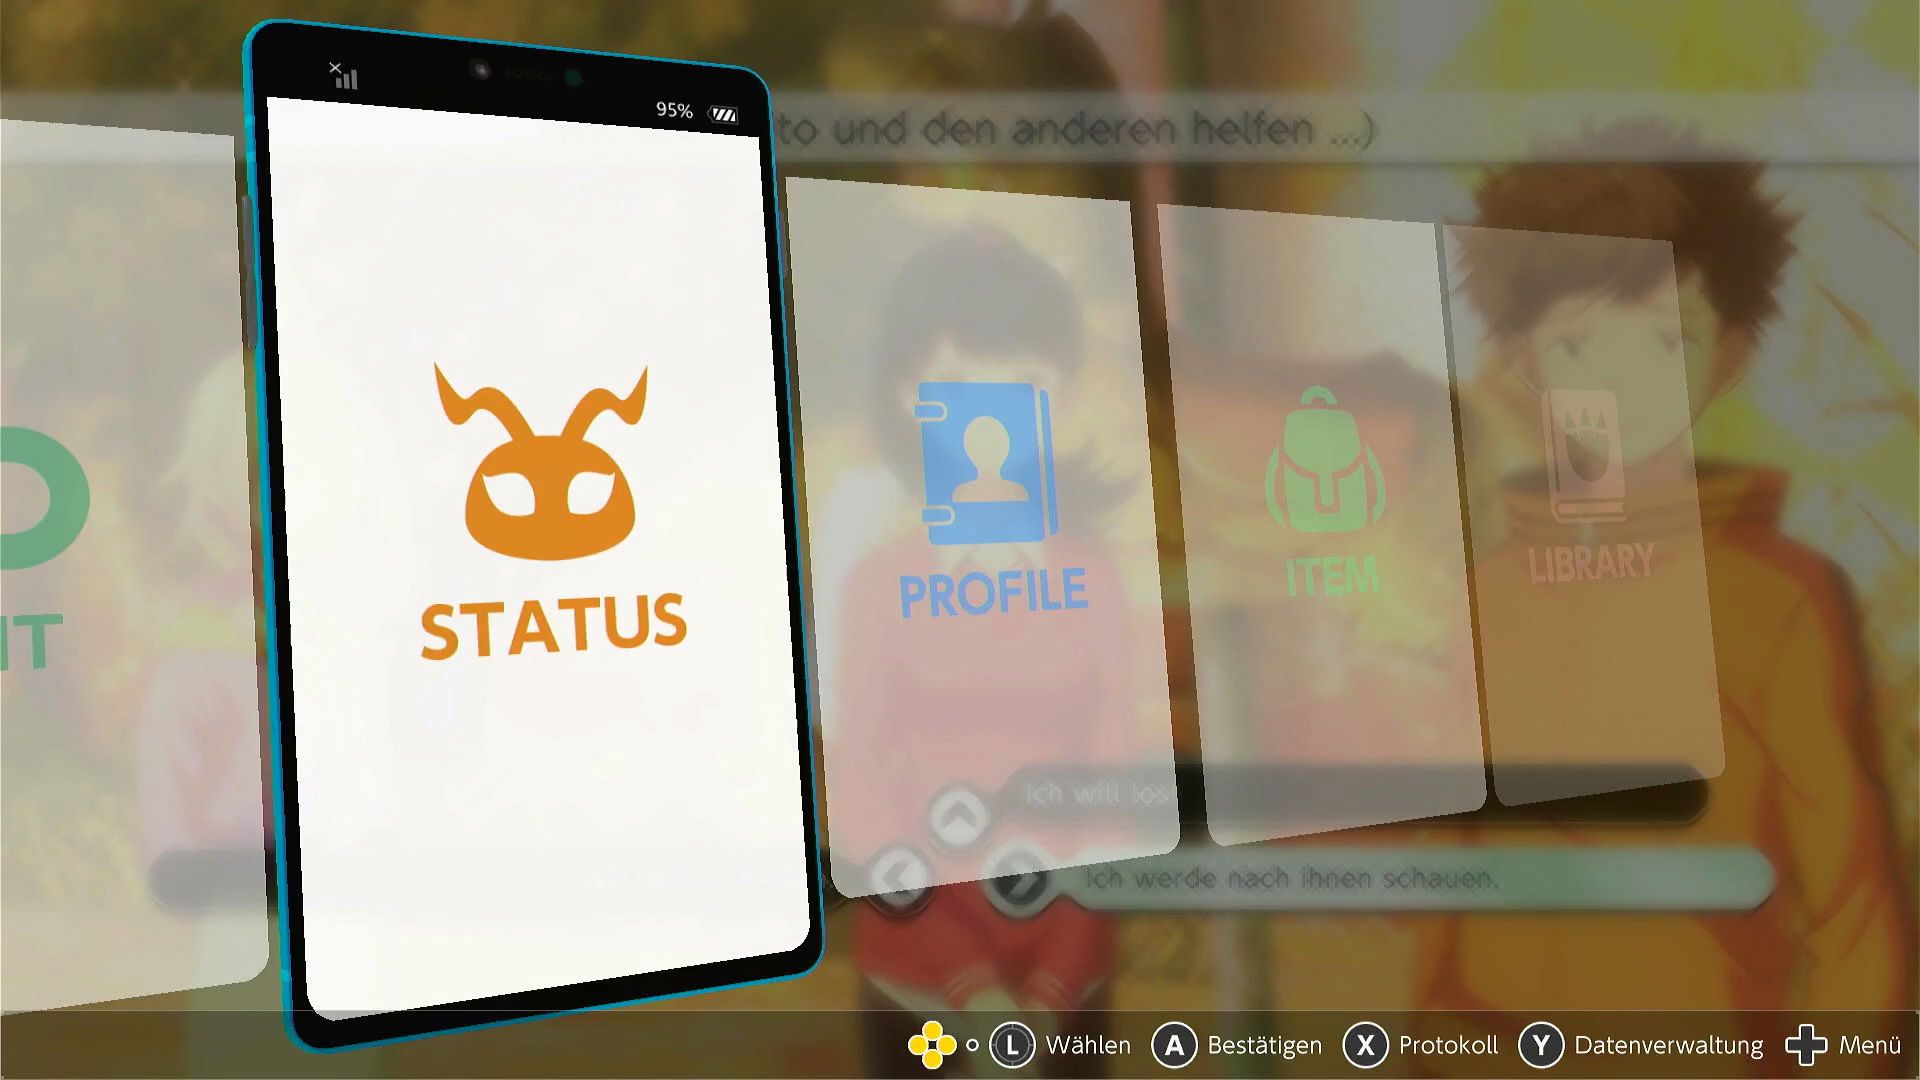 95%
to und den anderen helfen ...)
IT
STATUS
PROFILE
ITEM
LIBRARY
Ich will los
Ich werde nach ihnen schauen.
L Wählen A Bestätigen X Protokoll Y Datenverwaltung Menü